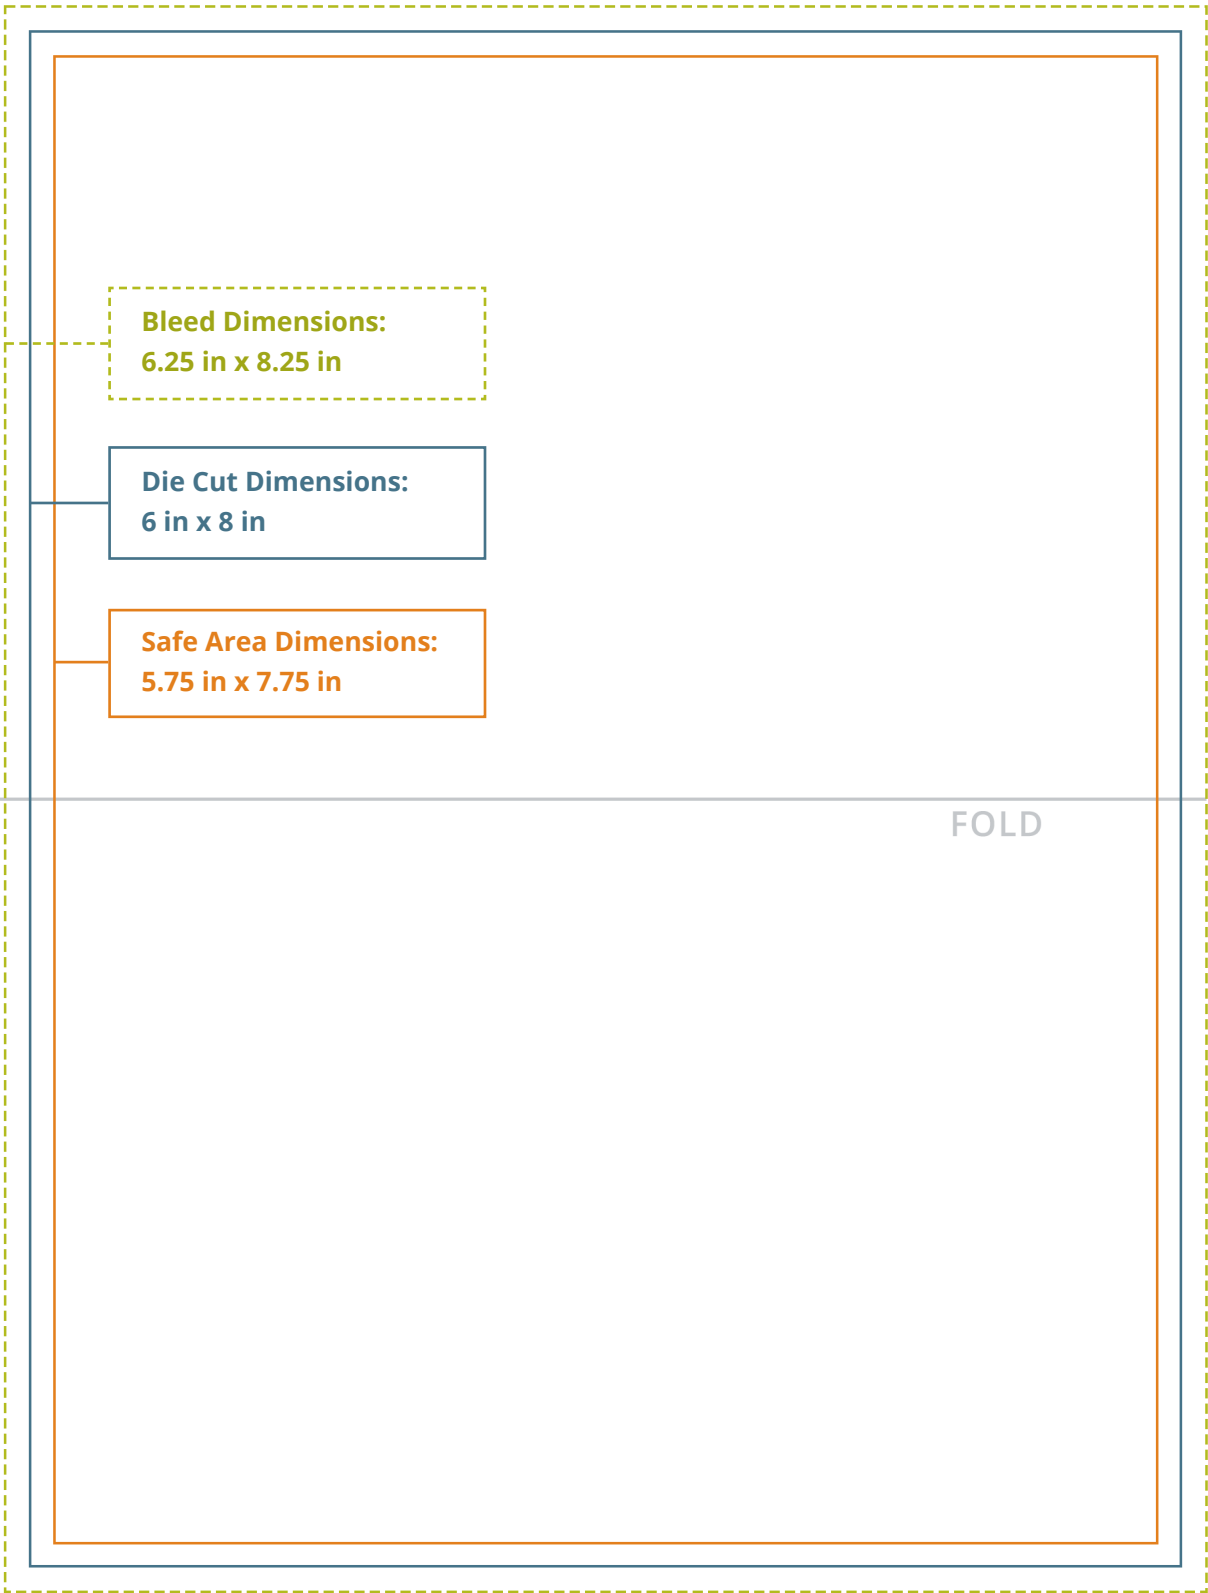 Bleed Dimensions:
6.25 in x 8.25 in
Die Cut Dimensions:
6 in x 8 in
Safe Area Dimensions:
5.75 in x 7.75 in
FOLD